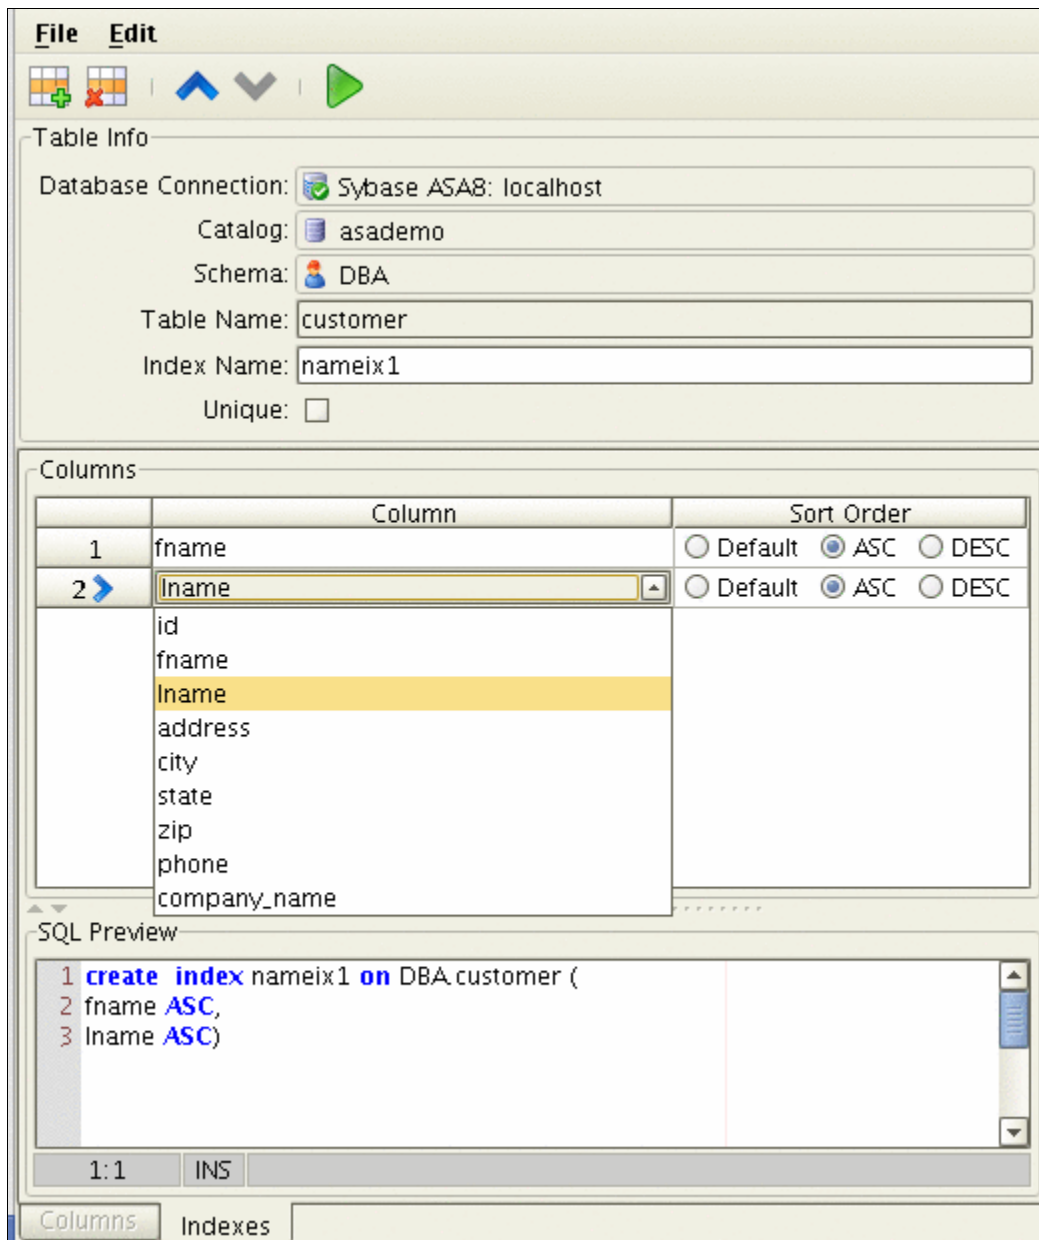 File Edit
Table Info
Database Connection: Sybase ASA8: localhost
Catalog: asademo
Schema: DBA
Table Name: customer
Index Name: nameix1
Unique:
Columns
Column Sort Order
1 fname Default ASC DESC
2 lname Default ASC DESC
id
fname
lname
address
city
state
zip
phone
company_name
SQL Preview
1 create index nameix1 on DBA.customer (
2 fname ASC,
3 lname ASC)
1:1 INS
Columns Indexes